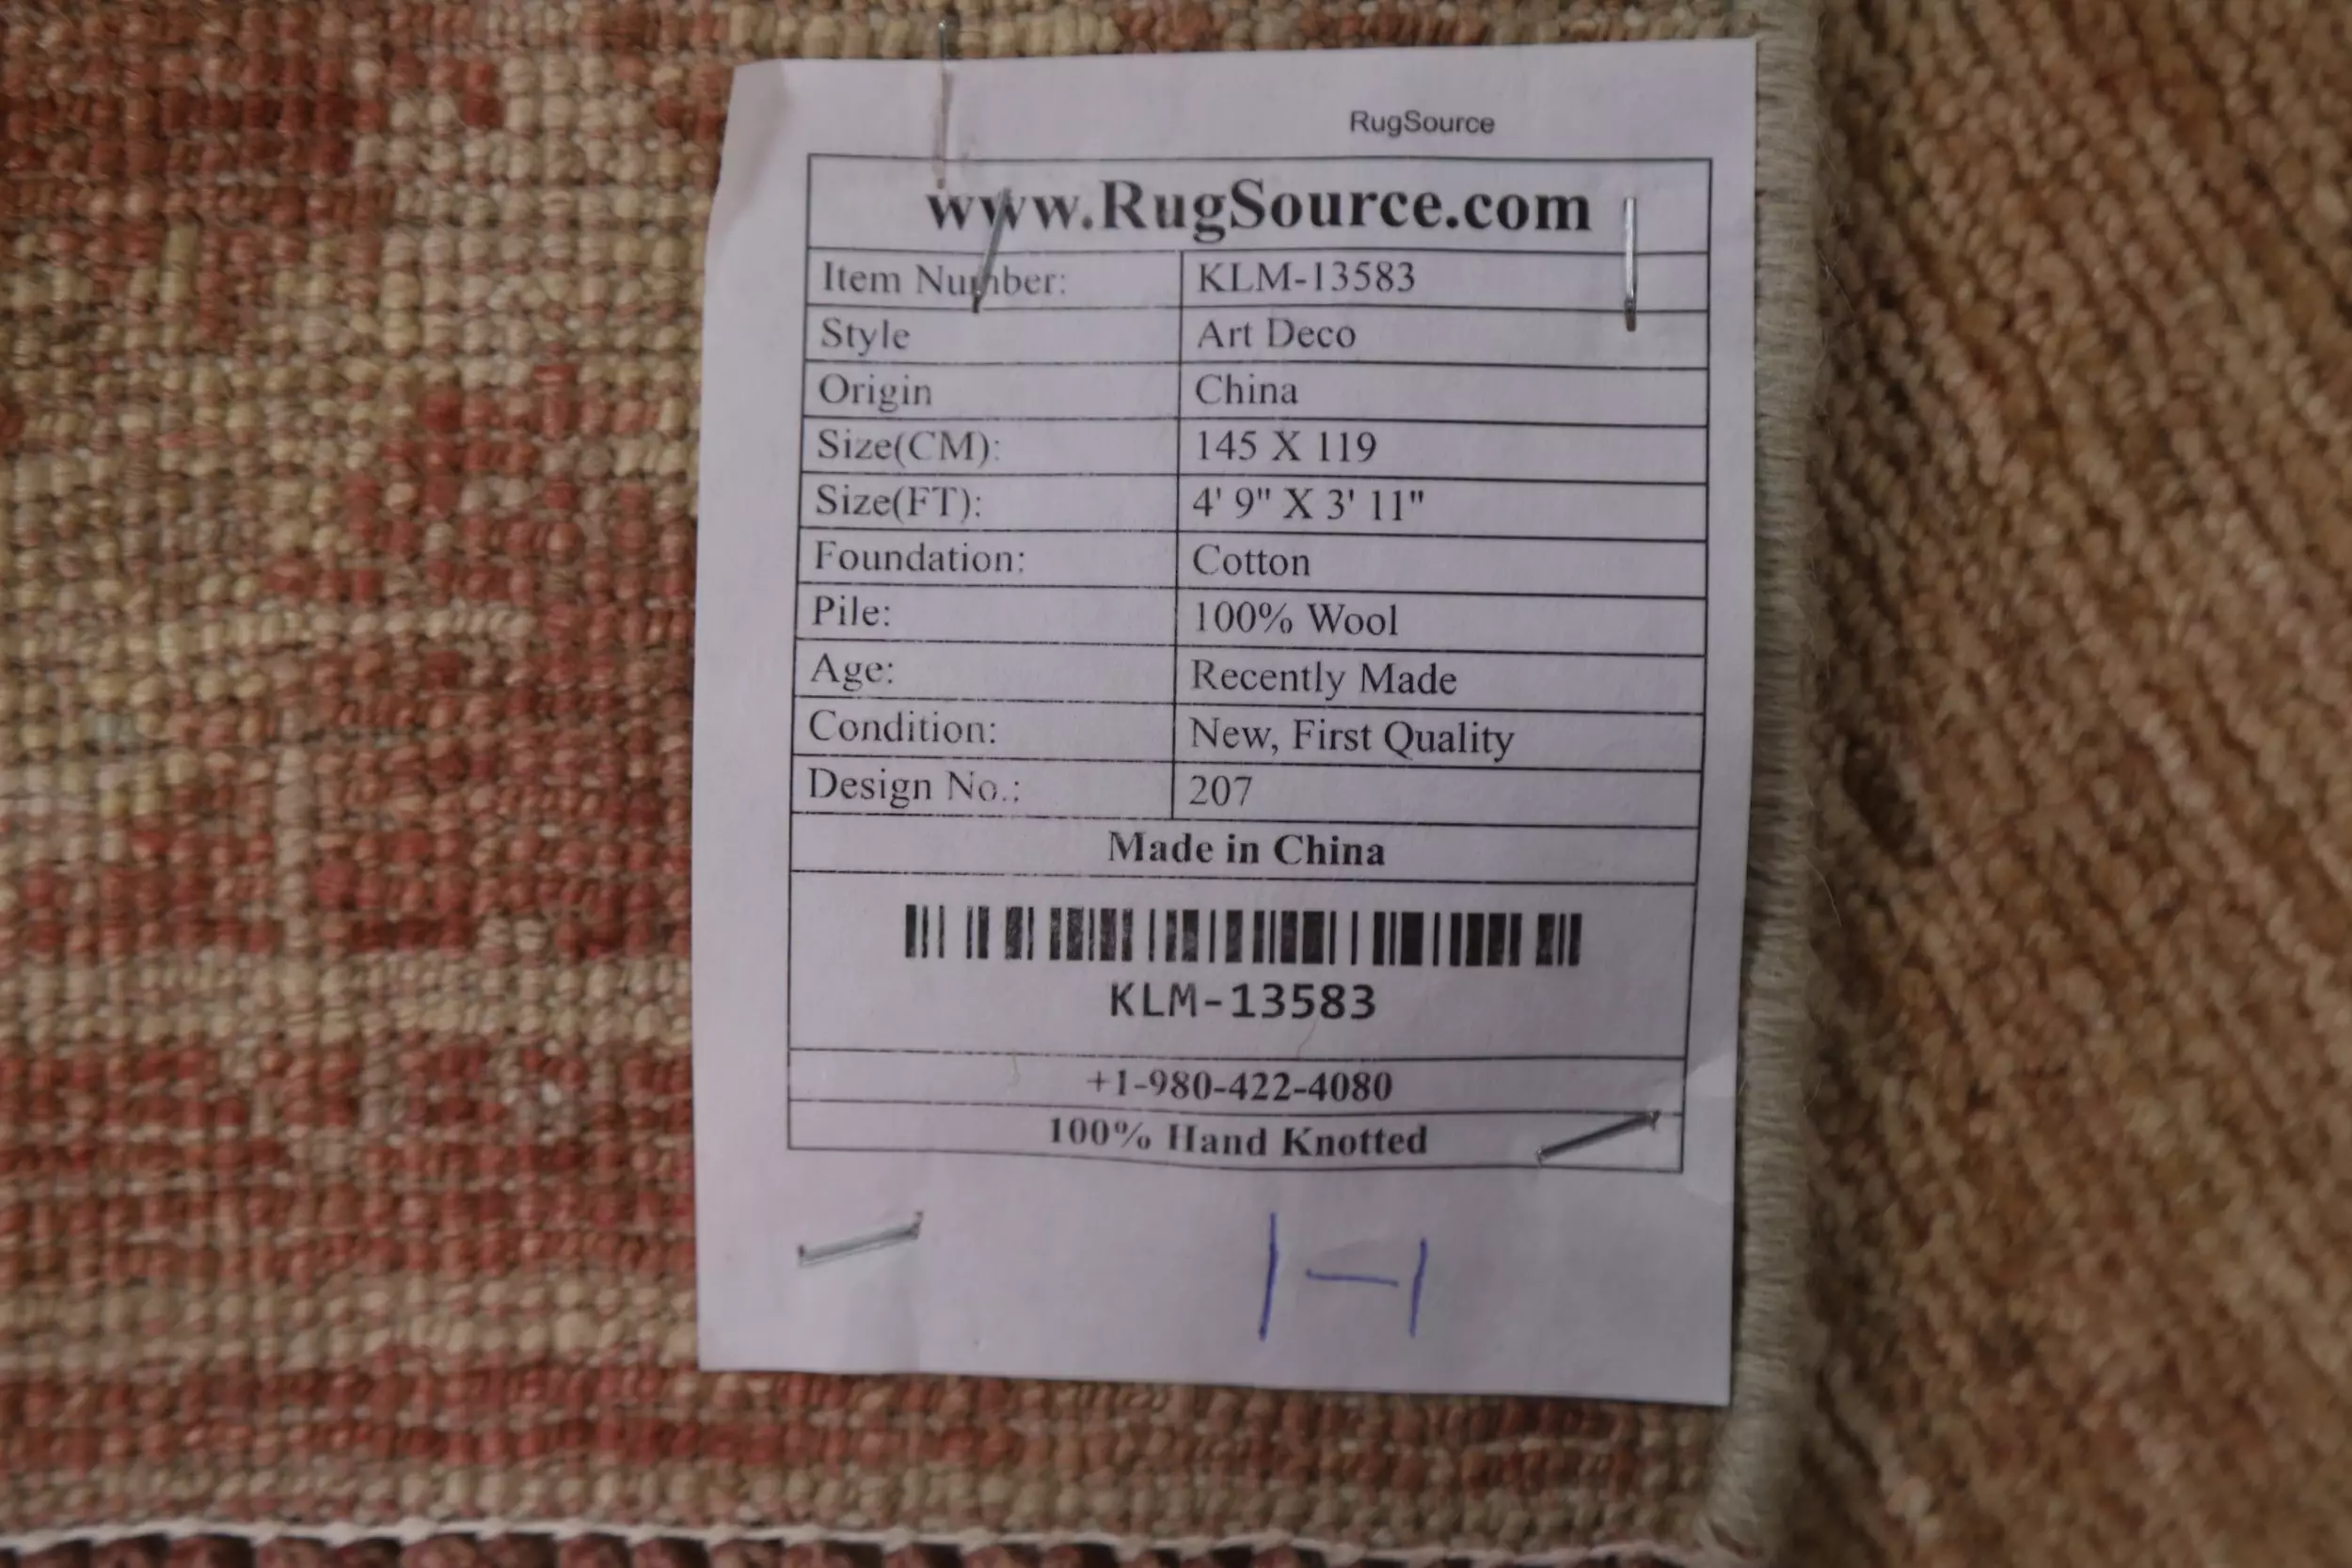 RugSource
www.RugSource.com
Item Number: KLM-13583
Style Art Deco
Origin China
Size(CM): 145 X 119
Size(FT): 4' 9" X 3' 11"
Foundation: Cotton
Pile: 100% Wool
Age: Recently Made
Condition: New, First Quality
Design No.: 207
Made in China
KLM-13583
+1-980-422-4080
100% Hand Knotted
1-1